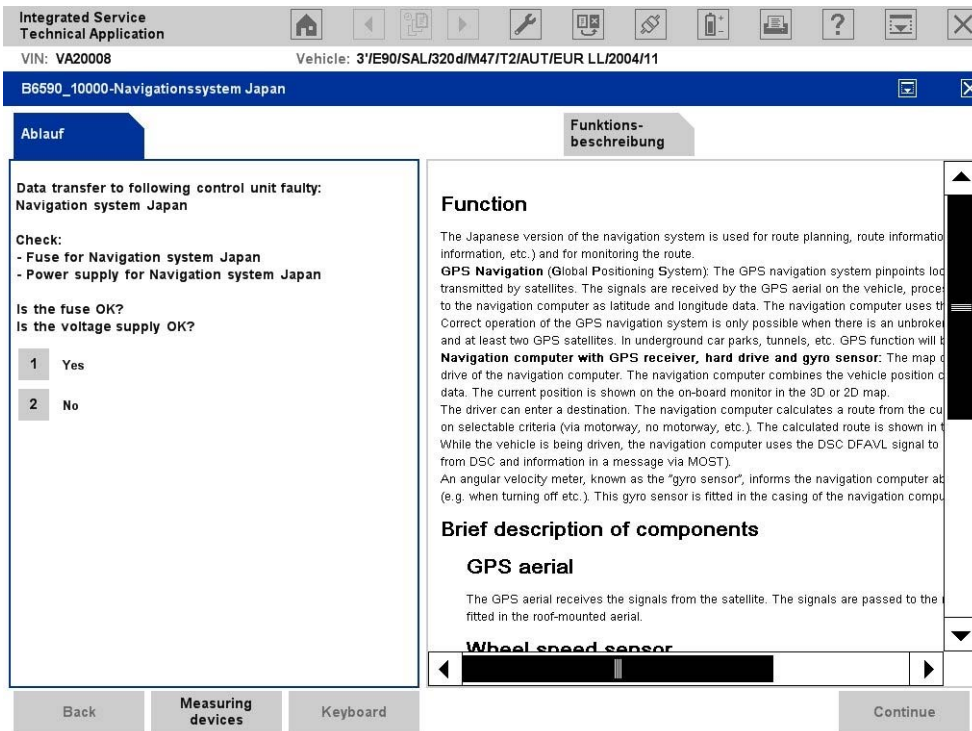 Integrated Service
Technical Application
VIN: VA20008 Vehicle: 3'/E90/SAL/320d/M47/T2/AUT/EUR LL/2004/11
B6590_10000-Navigationssystem Japan
Ablauf
Data transfer to following control unit faulty:
Navigation system Japan
Check:
- Fuse for Navigation system Japan
- Power supply for Navigation system Japan
Is the fuse OK?
Is the voltage supply OK?
1 Yes
2 No
Funktions-
beschreibung
Function
The Japanese version of the navigation system is used for route planning, route informatio
information, etc.) and for monitoring the route.
GPS Navigation (Global Positioning System): The GPS navigation system pinpoints loc
transmitted by satellites. The signals are received by the GPS aerial on the vehicle, proce
to the navigation computer as latitude and longitude data. The navigation computer uses
Correct operation of the GPS navigation system is only possible when there is an unbroke
and at least two GPS satellites. In underground car parks, tunnels, etc. GPS function will
Navigation computer with GPS receiver, hard drive and gyro sensor: The map
drive of the navigation computer. The navigation computer combines the vehicle position
data. The current position is shown on the on-board monitor in the 3D or 2D map.
The driver can enter a destination. The navigation computer calculates a route from the cu
on selectable criteria (via motorway, no motorway, etc.). The calculated route is shown in
While the vehicle is being driven, the navigation computer uses the DSC DFAVL signal to
from DSC and information in a message via MOST).
An angular velocity meter, known as the "gyro sensor", informs the navigation computer
(e.g. when turning off etc.). This gyro sensor is fitted in the casing of the navigation compu
Brief description of components
GPS aerial
The GPS aerial receives the signals from the satellite. The signals are passed to the
fitted in the roof-mounted aerial.
Wheel speed sensor
Back Measuring devices Keyboard Continue